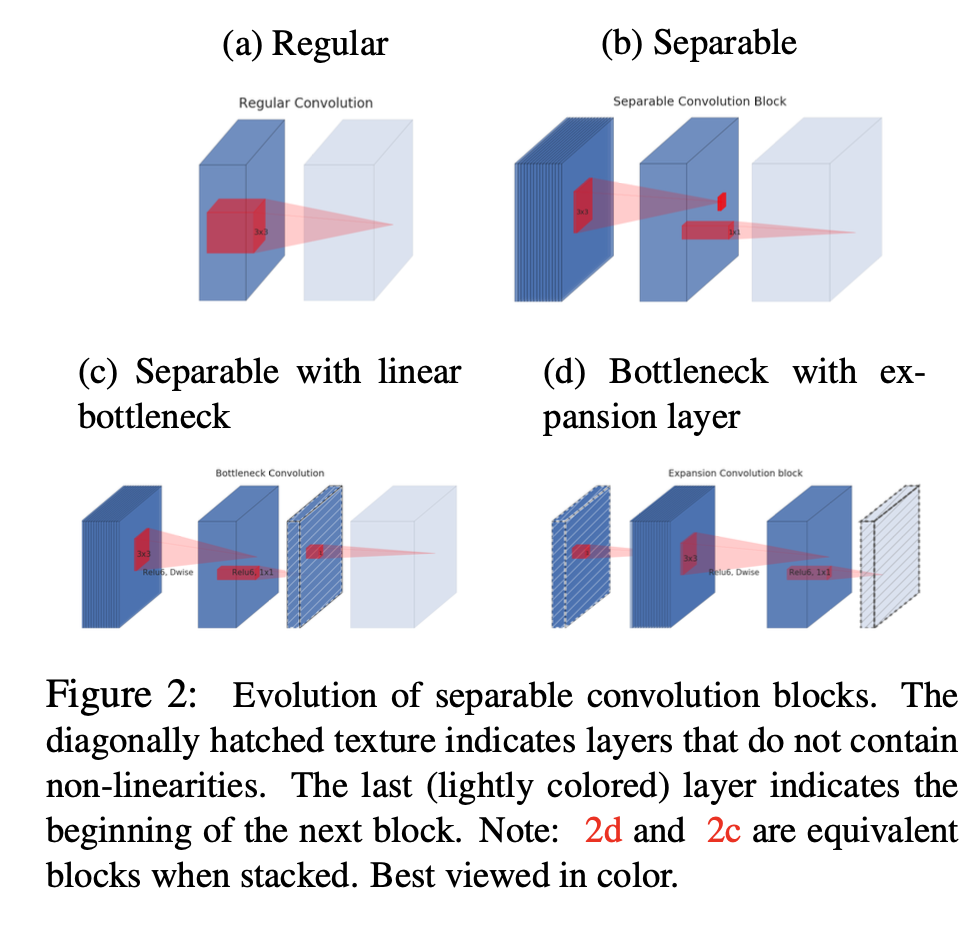 (a) Regular
(b) Separable
Regular Convolution
Separable Convolution Block
3x3
3x3
1x1
(c) Separable with linear
bottleneck
(d) Bottleneck with ex-
pansion layer
Bottleneck Convolution
Expansion Convolution block
3x3
Relu6, Dwise
Relu6, 1x1
3x3
Relu6, Dwise
Relu6, 1x1
Figure 2: Evolution of separable convolution blocks. The
diagonally hatched texture indicates layers that do not contain
non-linearities. The last (lightly colored) layer indicates the
beginning of the next block. Note: 2d and 2c are equivalent
blocks when stacked. Best viewed in color.